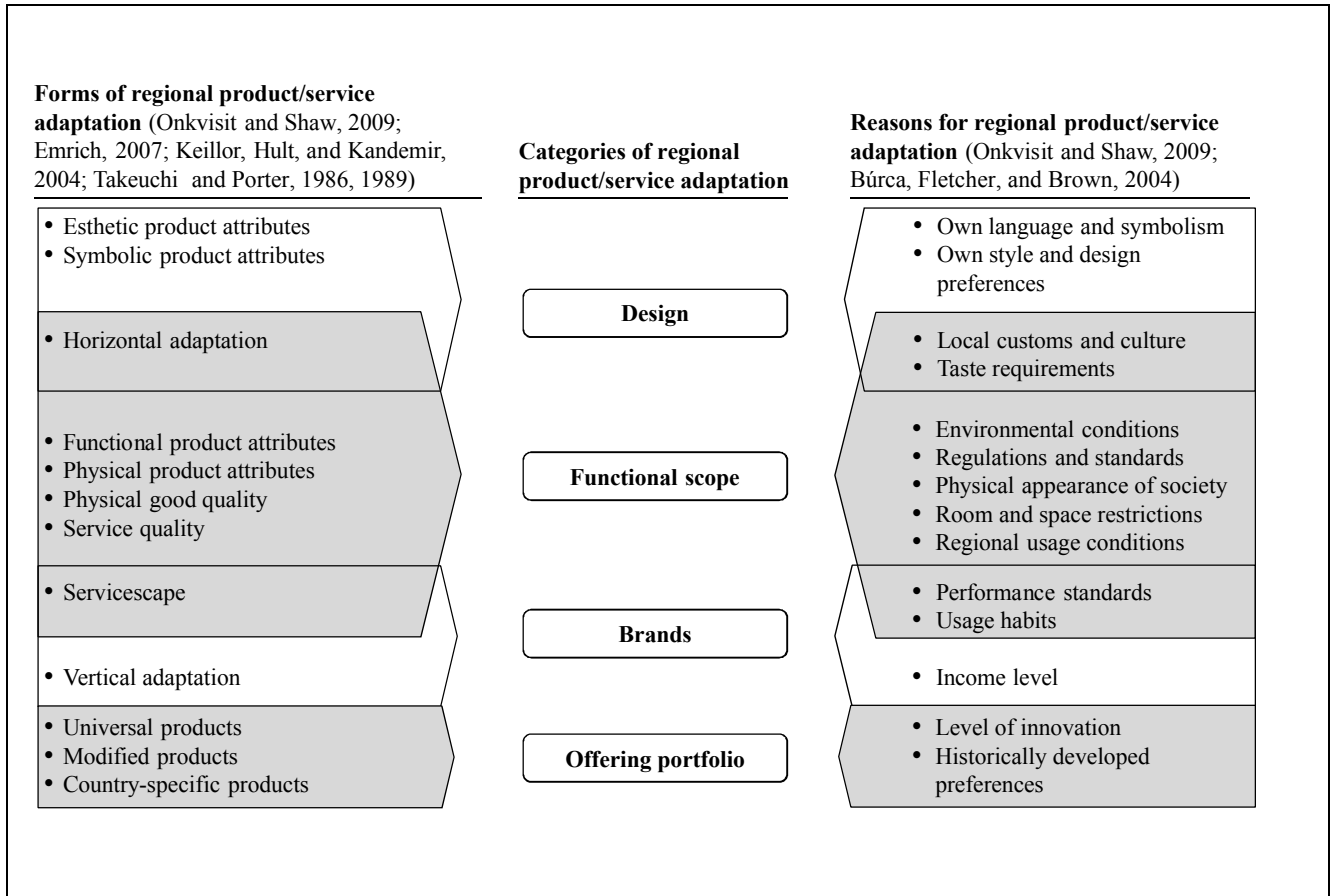 Forms of regional product/service
adaptation (Onkvisit and Shaw, 2009;
Emrich, 2007; Keillor, Hult, and Kandemir,
2004; Takeuchi and Porter, 1986, 1989)
• Esthetic product attributes
• Symbolic product attributes
• Horizontal adaptation
• Functional product attributes
• Physical product attributes
• Physical good quality
• Service quality
• Servicescape
• Vertical adaptation
• Universal products
• Modified products
• Country-specific products
Categories of regional
product/service adaptation
Design
Functional scope
Brands
Offering portfolio
Reasons for regional product/service
adaptation (Onkvisit and Shaw, 2009;
Búrca, Fletcher, and Brown, 2004)
• Own language and symbolism
• Own style and design
preferences
• Local customs and culture
• Taste requirements
• Environmental conditions
• Regulations and standards
• Physical appearance of society
• Room and space restrictions
• Regional usage conditions
• Performance standards
• Usage habits
• Income level
• Level of innovation
• Historically developed
preferences